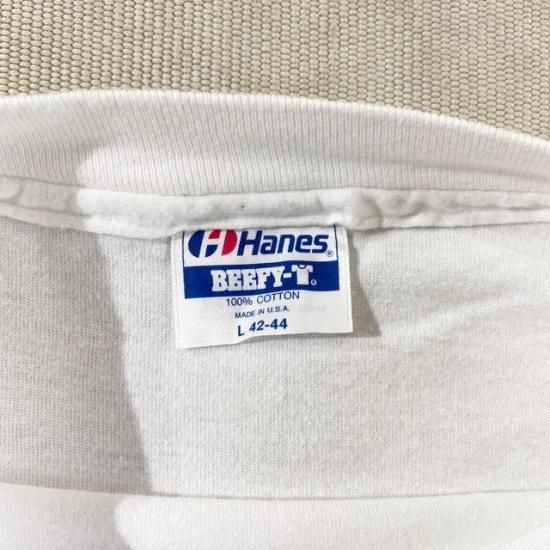 Hanes®
BEEFY-T®
100% COTTON
MADE IN U.S.A.
L 42-44